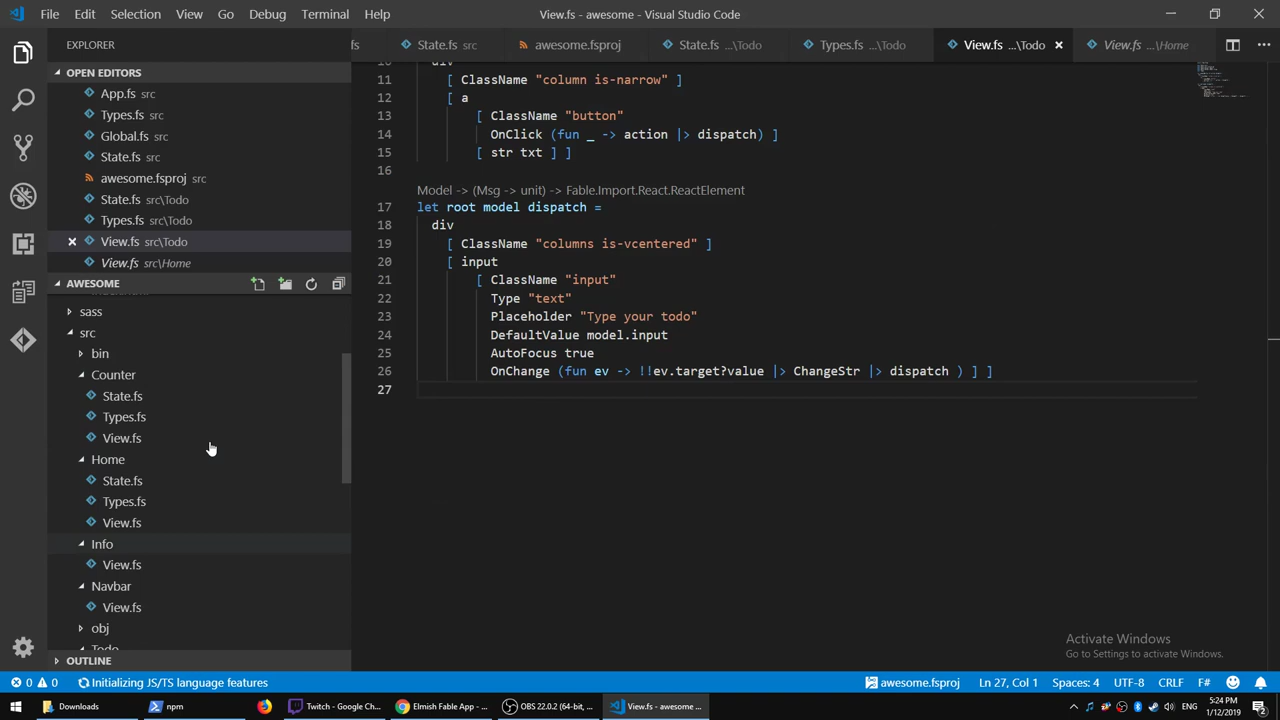 File Edit Selection View Go Debug Terminal Help
View.fs - awesome - Visual Studio Code
EXPLORER
fs
State.fs src
awesome.fsproj
State.fs ...\Todo
Types.fs ...\Todo
View.fs ...\Todo
View.fs ...\Home
OPEN EDITORS
App.fs src
Types.fs src
Global.fs src
State.fs src
awesome.fsproj src
State.fs src\Todo
Types.fs src\Todo
View.fs src\Todo
View.fs src\Home
AWESOME
sass
src
bin
Counter
State.fs
Types.fs
View.fs
Home
State.fs
Types.fs
View.fs
Info
View.fs
Navbar
View.fs
obj
Todo
OUTLINE
10 div
11 [ ClassName "column is-narrow" ]
12 [ a
13 [ ClassName "button"
14 OnClick (fun _ -> action |> dispatch) ]
15 [ str txt ] ]
16
Model -> (Msg -> unit) -> Fable.Import.React.ReactElement
17 let root model dispatch =
18 div
19 [ ClassName "columns is-vcentered" ]
20 [ input
21 [ ClassName "input"
22 Type "text"
23 Placeholder "Type your todo"
24 DefaultValue model.input
25 AutoFocus true
26 OnChange (fun ev -> !!ev.target?value |> ChangeStr |> dispatch ) ] ]
27
Activate Windows
Go to Settings to activate Windows.
0 0 Initializing JS/TS language features
awesome.fsproj Ln 27, Col 1 Spaces: 4 UTF-8 CRLF F#
Downloads
npm
Twitch - Google Ch...
Elmish Fable App - ...
OBS 22.0.2 (64-bit, ...
View.fs - awesome ...
5:24 PM
1/12/2019
2